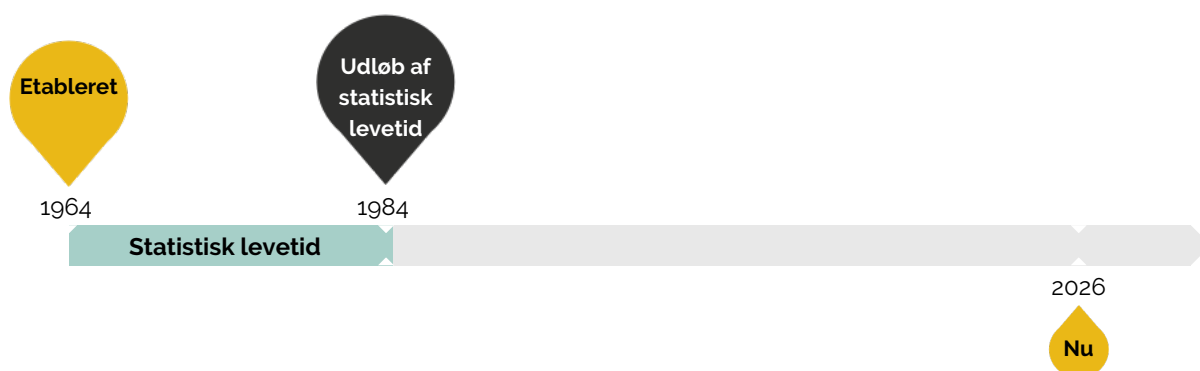 Etableret
Udløb af
statistisk
levetid
1964
1984
Statistisk levetid
2026
Nu